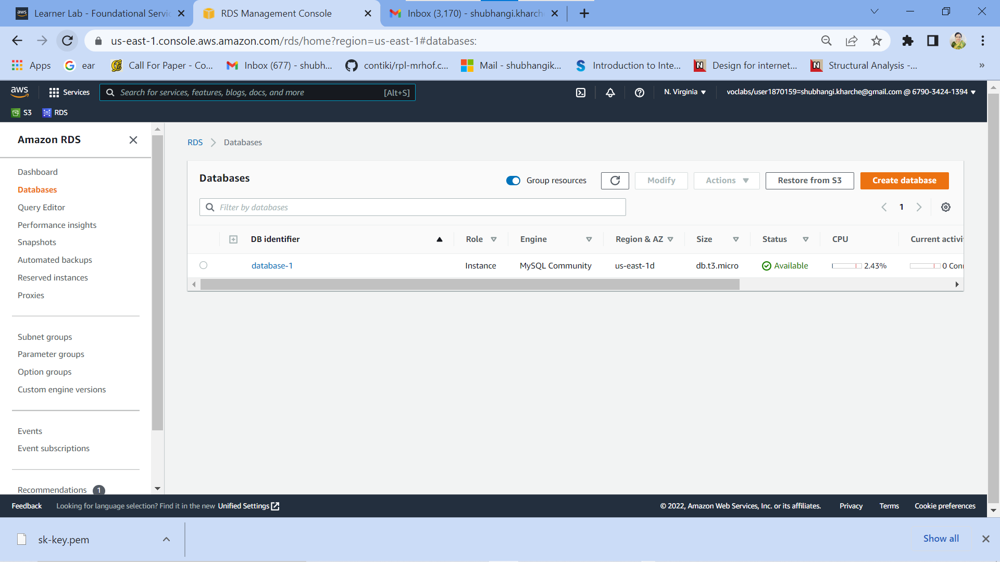 Learner Lab - Foundational Servic
RDS Management Console
Inbox (3,170) - shubhangi.kharche
us-east-1.console.aws.amazon.com/rds/home?region=us-east-1#databases:
Apps
ear
Call For Paper - Co...
Inbox (677) - shubh...
contiki/rpl-mrhof.c...
Mail - shubhangik...
Introduction to Inte...
Design for internet...
Structural Analysis -...
»
aws
Services
Search for services, features, blogs, docs, and more
[Alt+S]
N. Virginia
voclabs/user1870159=shubhangi.kharche@gmail.com @ 6790-3424-1394
S3
RDS
Amazon RDS
Dashboard
Databases
Query Editor
Performance insights
Snapshots
Automated backups
Reserved instances
Proxies
Subnet groups
Parameter groups
Option groups
Custom engine versions
Events
Event subscriptions
Recommendations 1
RDS > Databases
Databases
Group resources
Modify
Actions
Restore from S3
Create database
Filter by databases
1
DB identifier
Role
Engine
Region & AZ
Size
Status
CPU
Current activi
database-1
Instance
MySQL Community
us-east-1d
db.t3.micro
Available
2.43%
0 Conn
Feedback
Looking for language selection? Find it in the new Unified Settings
© 2022, Amazon Web Services, Inc. or its affiliates.
Privacy
Terms
Cookie preferences
sk-key.pem
Show all